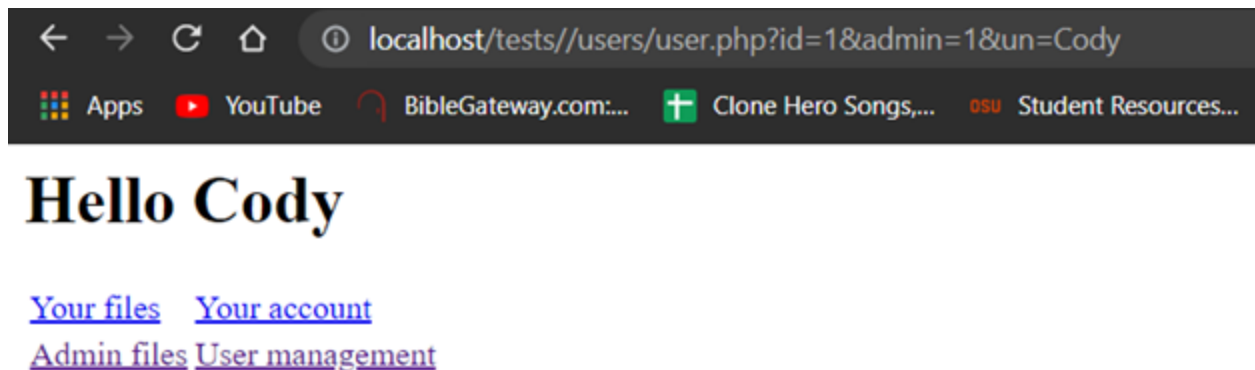 localhost/tests//users/user.php?id=1&admin=1&un=Cody
Apps YouTube BibleGateway.com:... Clone Hero Songs,... OSU Student Resources...
Hello Cody
Your files Your account
Admin files User management